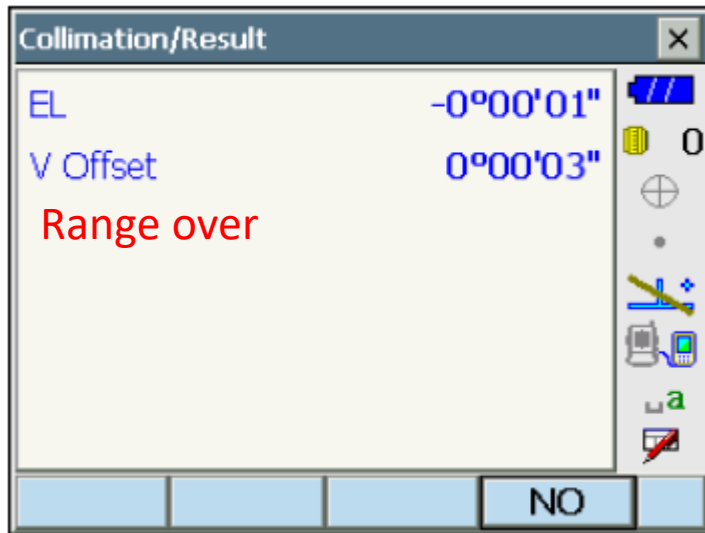 Collimation/Result
EL -0°00'01"
0
V Offset 0°00'03"
Range over
a
NO